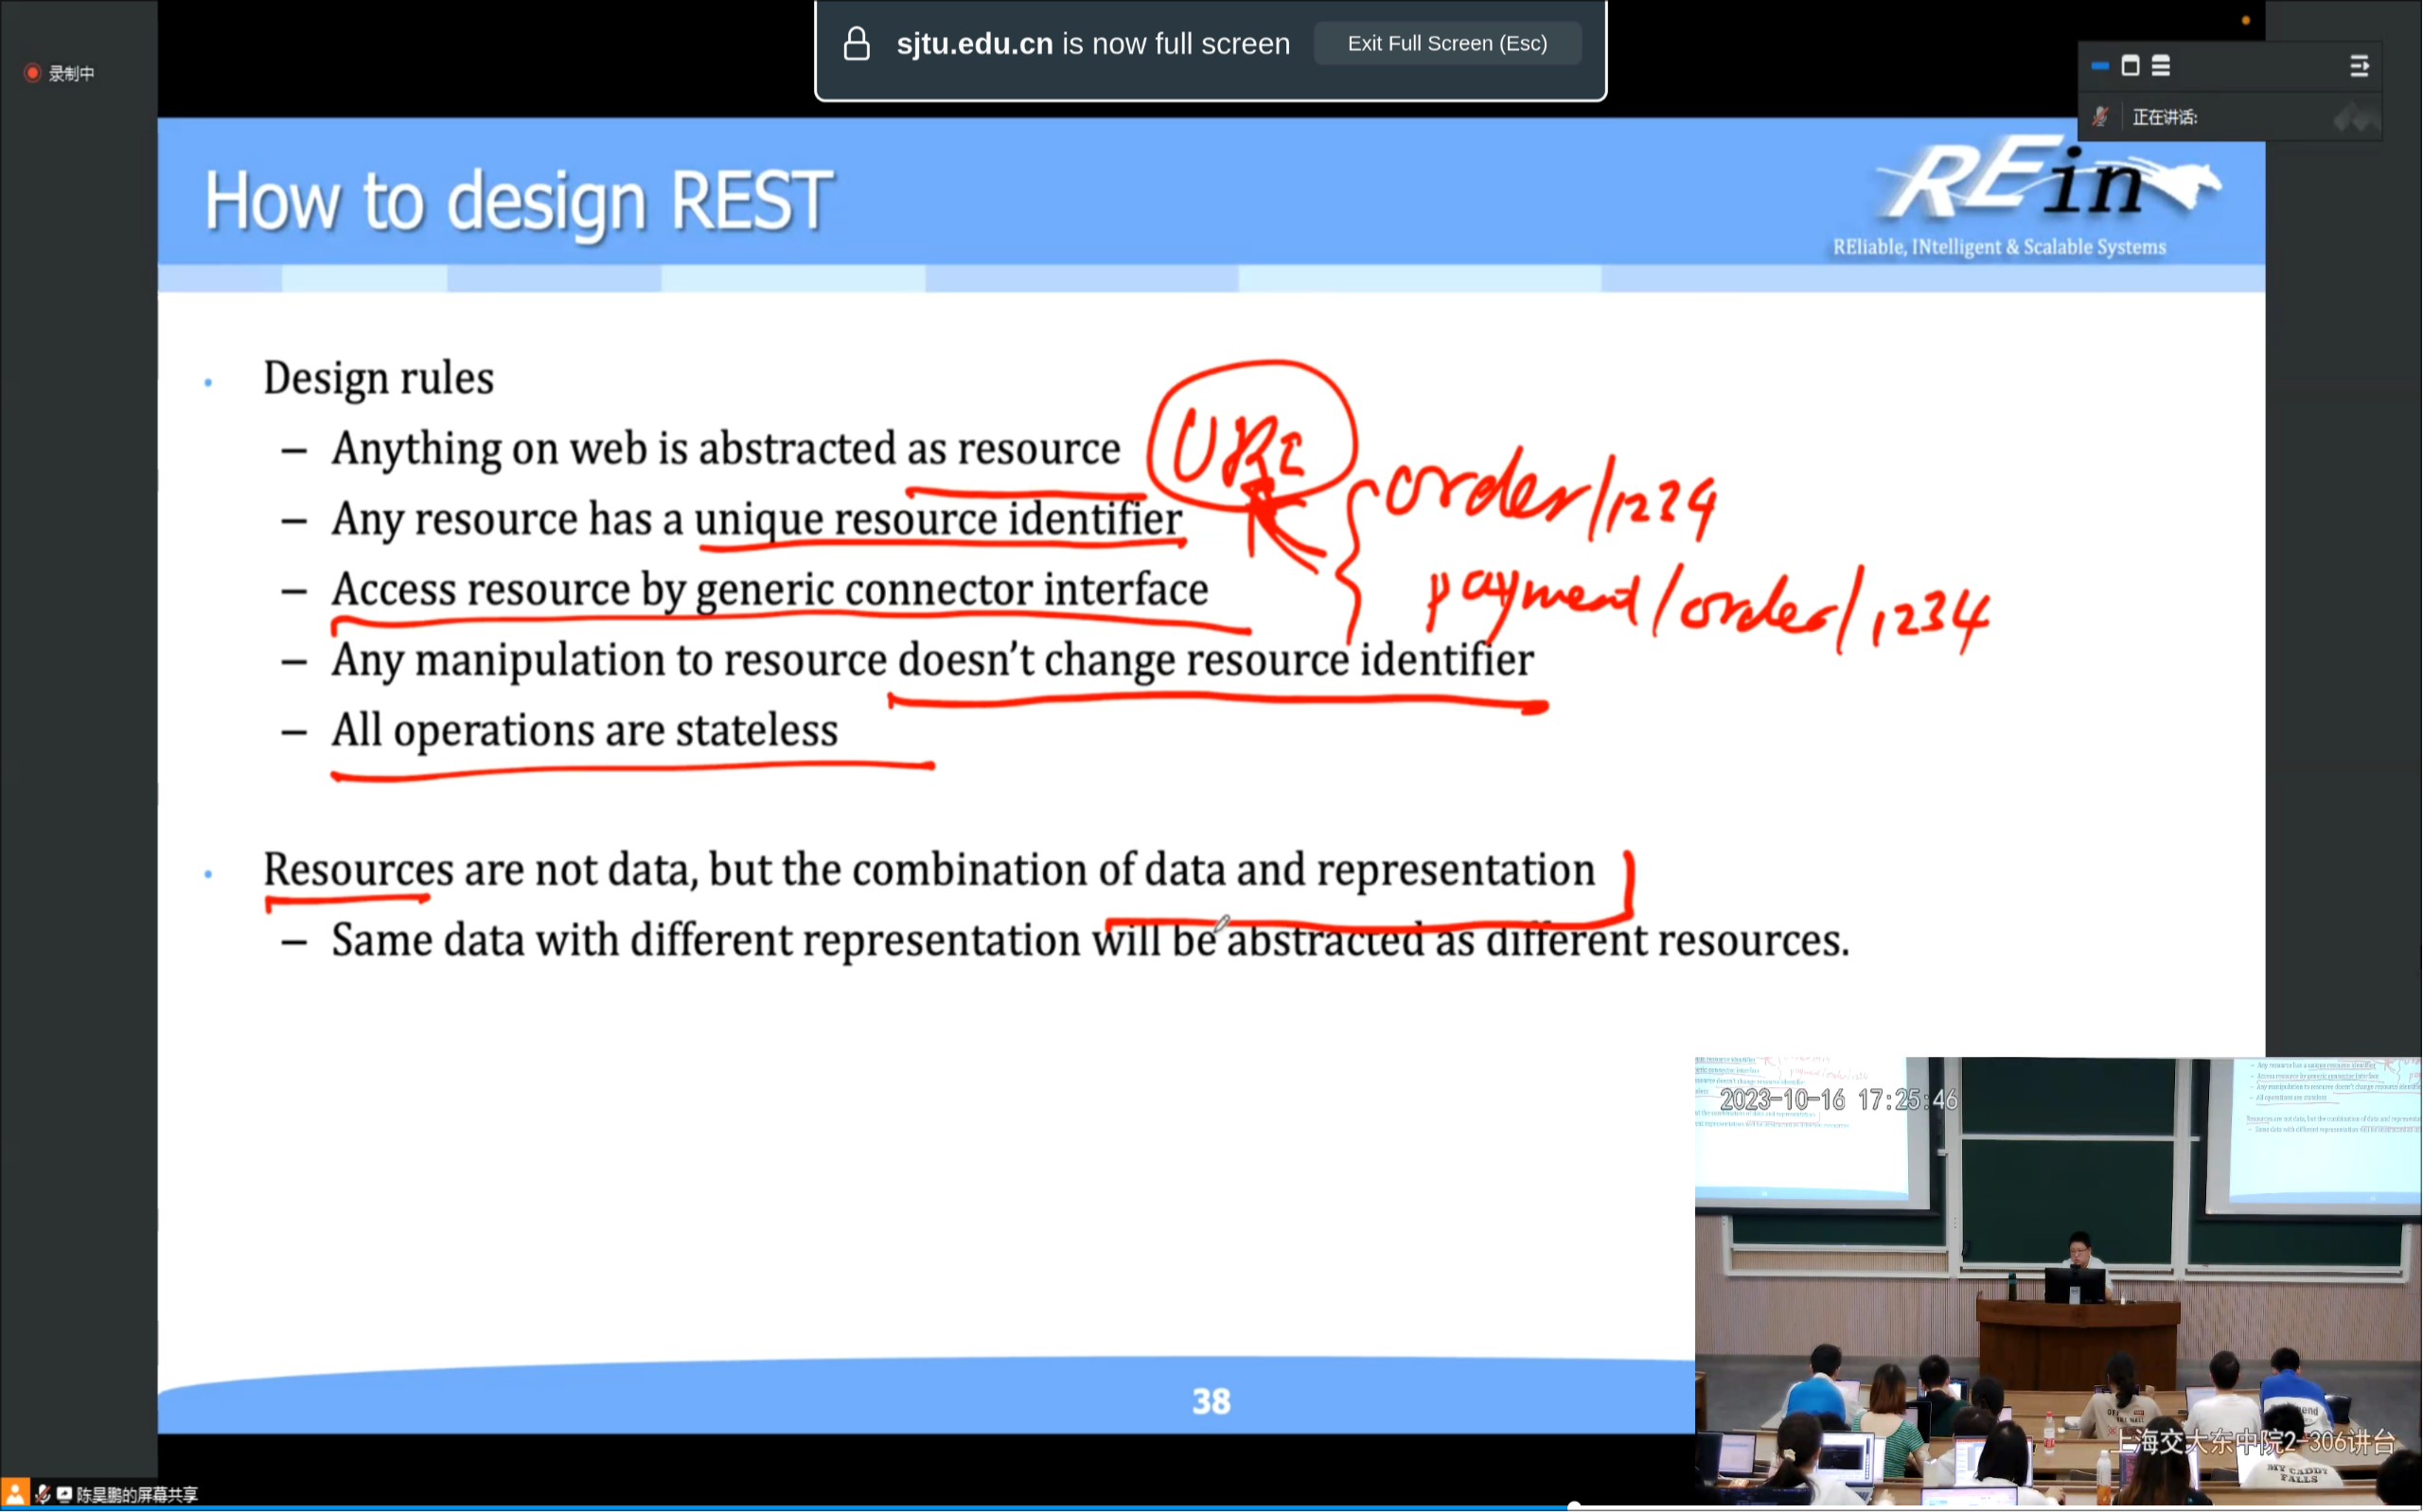 sjtu.edu.cn is now full screen Exit Full Screen (Esc)
录制中
正在讲话:
How to design REST
REin
REliable, INtelligent & Scalable Systems
• Design rules
– Anything on web is abstracted as resource
URI
order/1234
– Any resource has a unique resource identifier
– Access resource by generic connector interface
payment/order/1234
– Any manipulation to resource doesn't change resource identifier
– All operations are stateless
• Resources are not data, but the combination of data and representation
– Same data with different representation will be abstracted as different resources.
2023-10-16 17:25:46
38
上海交大东中院2-306讲台
MY CADDY
FALLS
陈昊鹏的屏幕共享